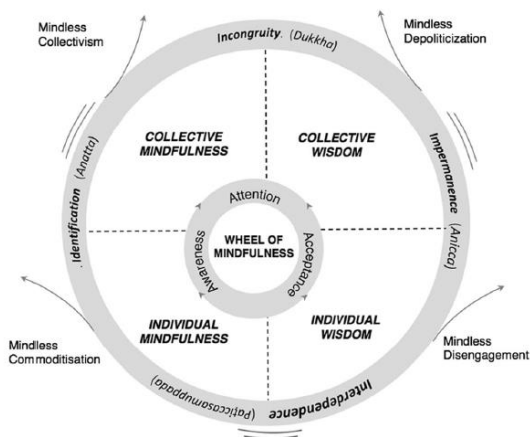 Mindless
Collectivism
Mindless
Depoliticization
Incongruity. (Dukkha)
COLLECTIVE
MINDFULNESS
COLLECTIVE
WISDOM
. Identification (Anatta)
Impermanence (Anicca)
Attention
Awareness
Acceptance
WHEEL OF
MINDFULNESS
INDIVIDUAL
MINDFULNESS
INDIVIDUAL
WISDOM
Mindless
Commoditisation
Mindless
Disengagement
Interdependence (Paticcasamuppada)